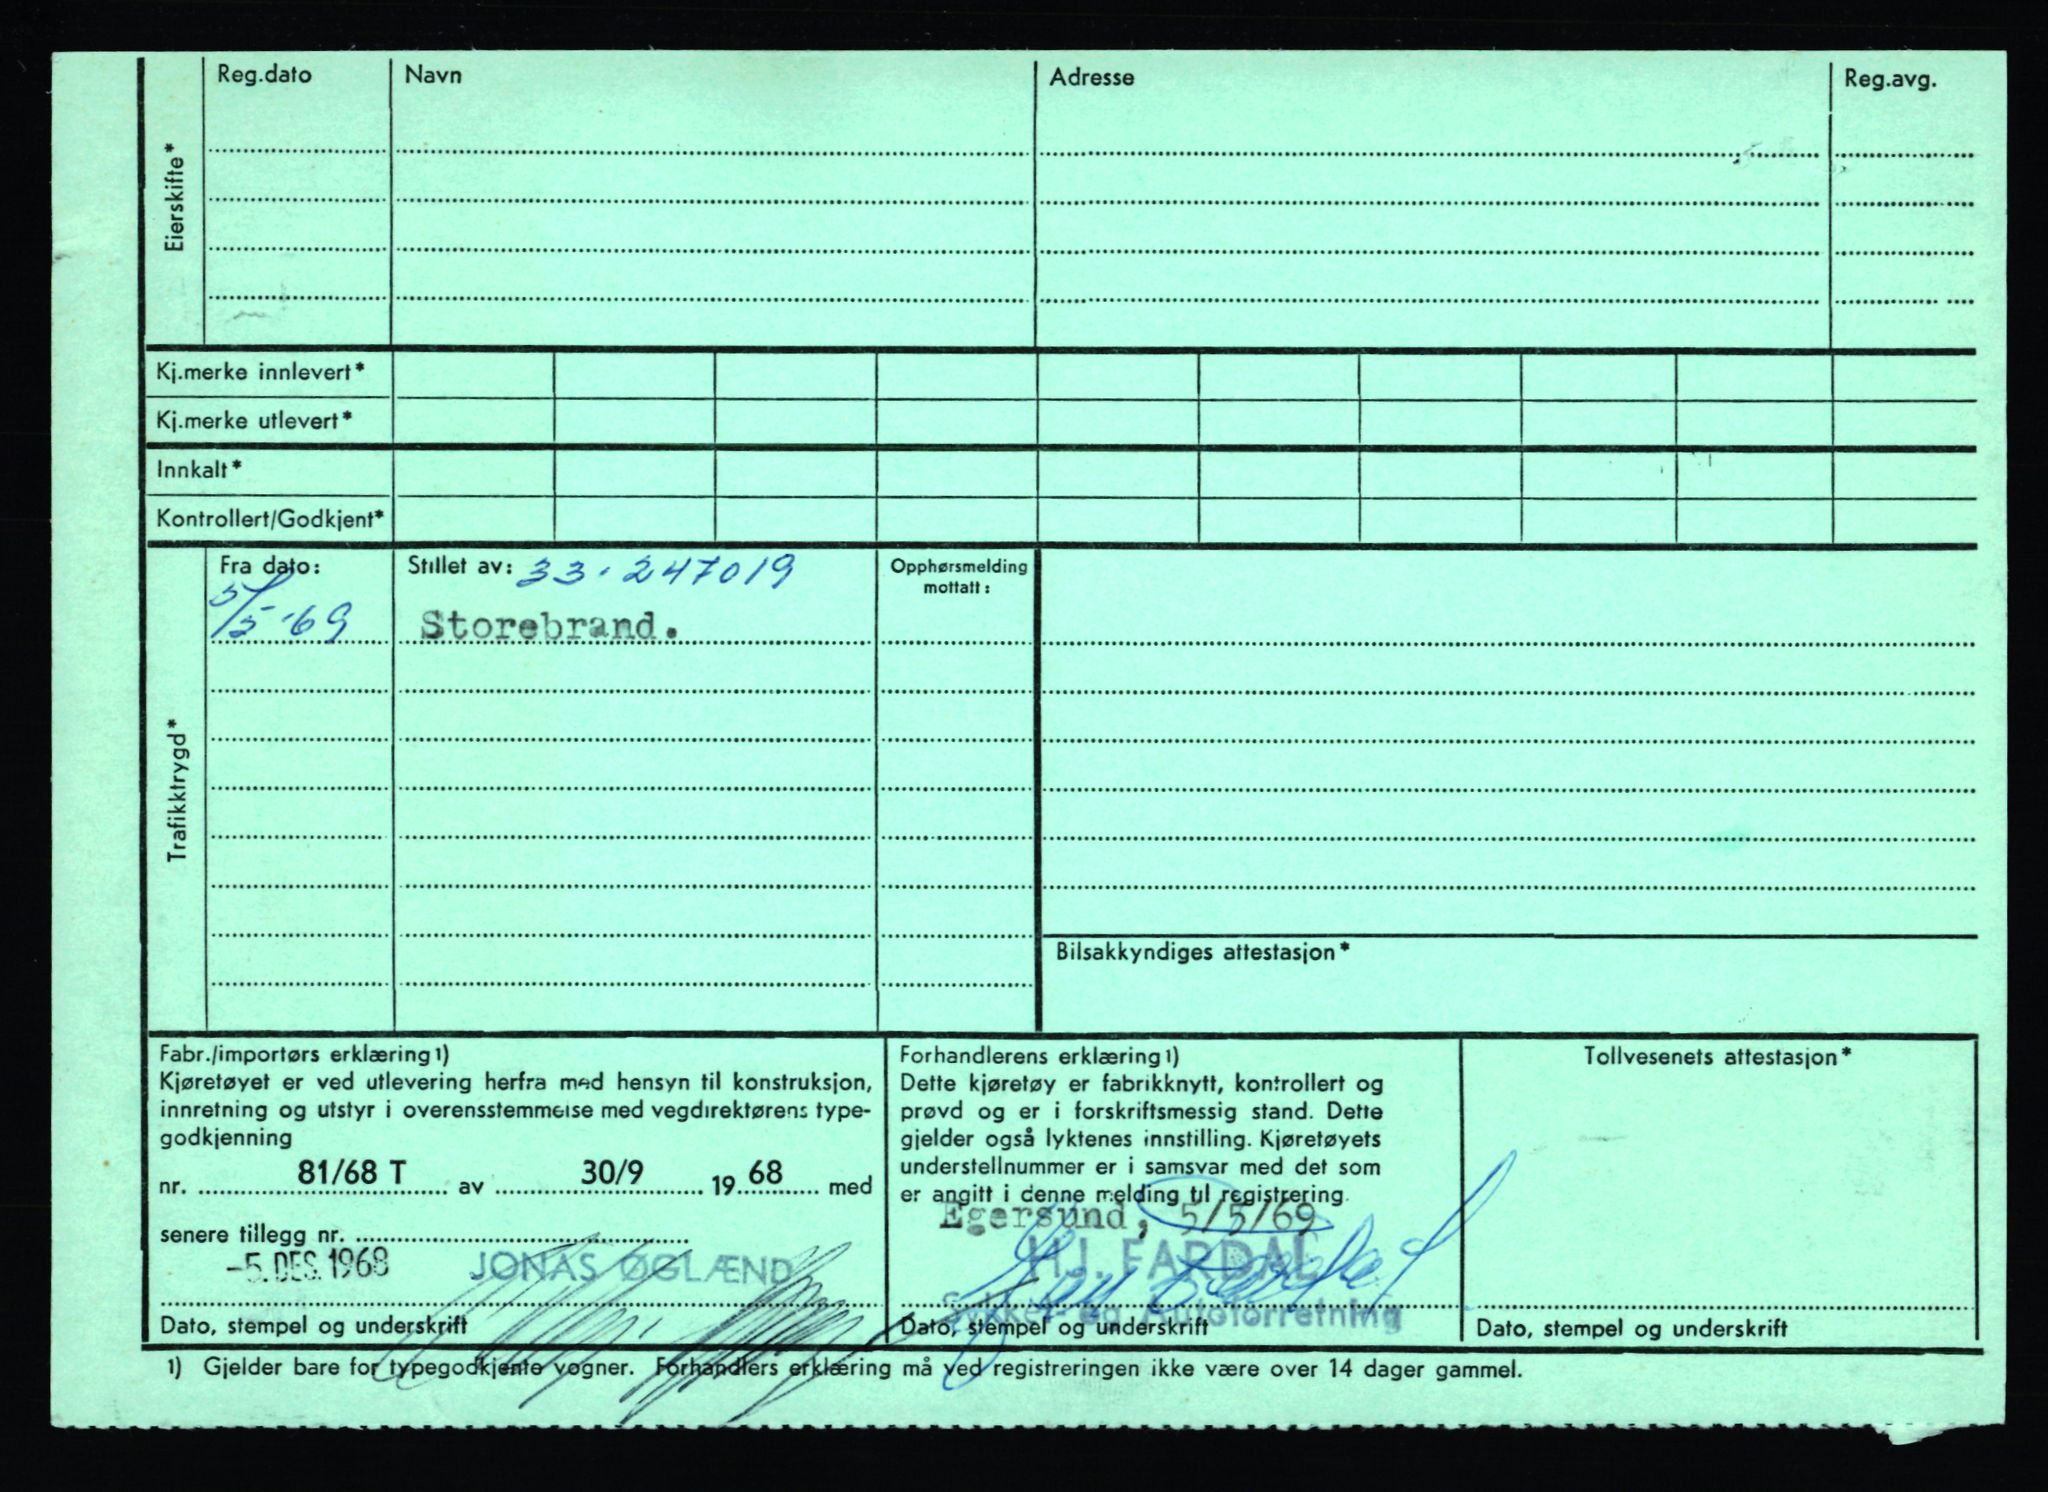 Reg.dato Navn Adresse Reg.avg.
Eierskifte*
Kj.merke innlevert*
Kj.merke utlevert*
Innkalt*
Kontrollert/Godkjent*
Trafikktrygd*
Fra dato: Stillet av: 33-247019 Opphørsmelding
mottatt:
5/5-69 Storebrand.
Bilsakkyndiges attestasjon*
Fabr./importørs erklæring1)
Kjøretøyet er ved utlevering herfra med hensyn til konstruksjon,
innretning og utstyr i overensstemmelse med vegdirektørens type-
godkjenning
nr. 81/68 T av 30/9 1968 med
senere tillegg nr.
-5.DES.1968 JONAS ØGLÆND
Dato, stempel og underskrift
Forhandlerens erklæring1)
Dette kjøretøy er fabrikknytt, kontrollert og
prøvd og er i forskriftsmessig stand. Dette
gjelder også lyktenes innstilling. Kjøretøyets
understellnummer er i samsvar med det som
er angitt i denne melding til registrering.
Egersund, 5/5/69
H.J. FARDAL
Sykkel- og Autoforretning
Dato, stempel og underskrift
Tollvesenets attestasjon*
Dato, stempel og underskrift
1) Gjelder bare for typegodkjente vogner. Forhandlers erklæring må ved registreringen ikke være over 14 dager gammel.